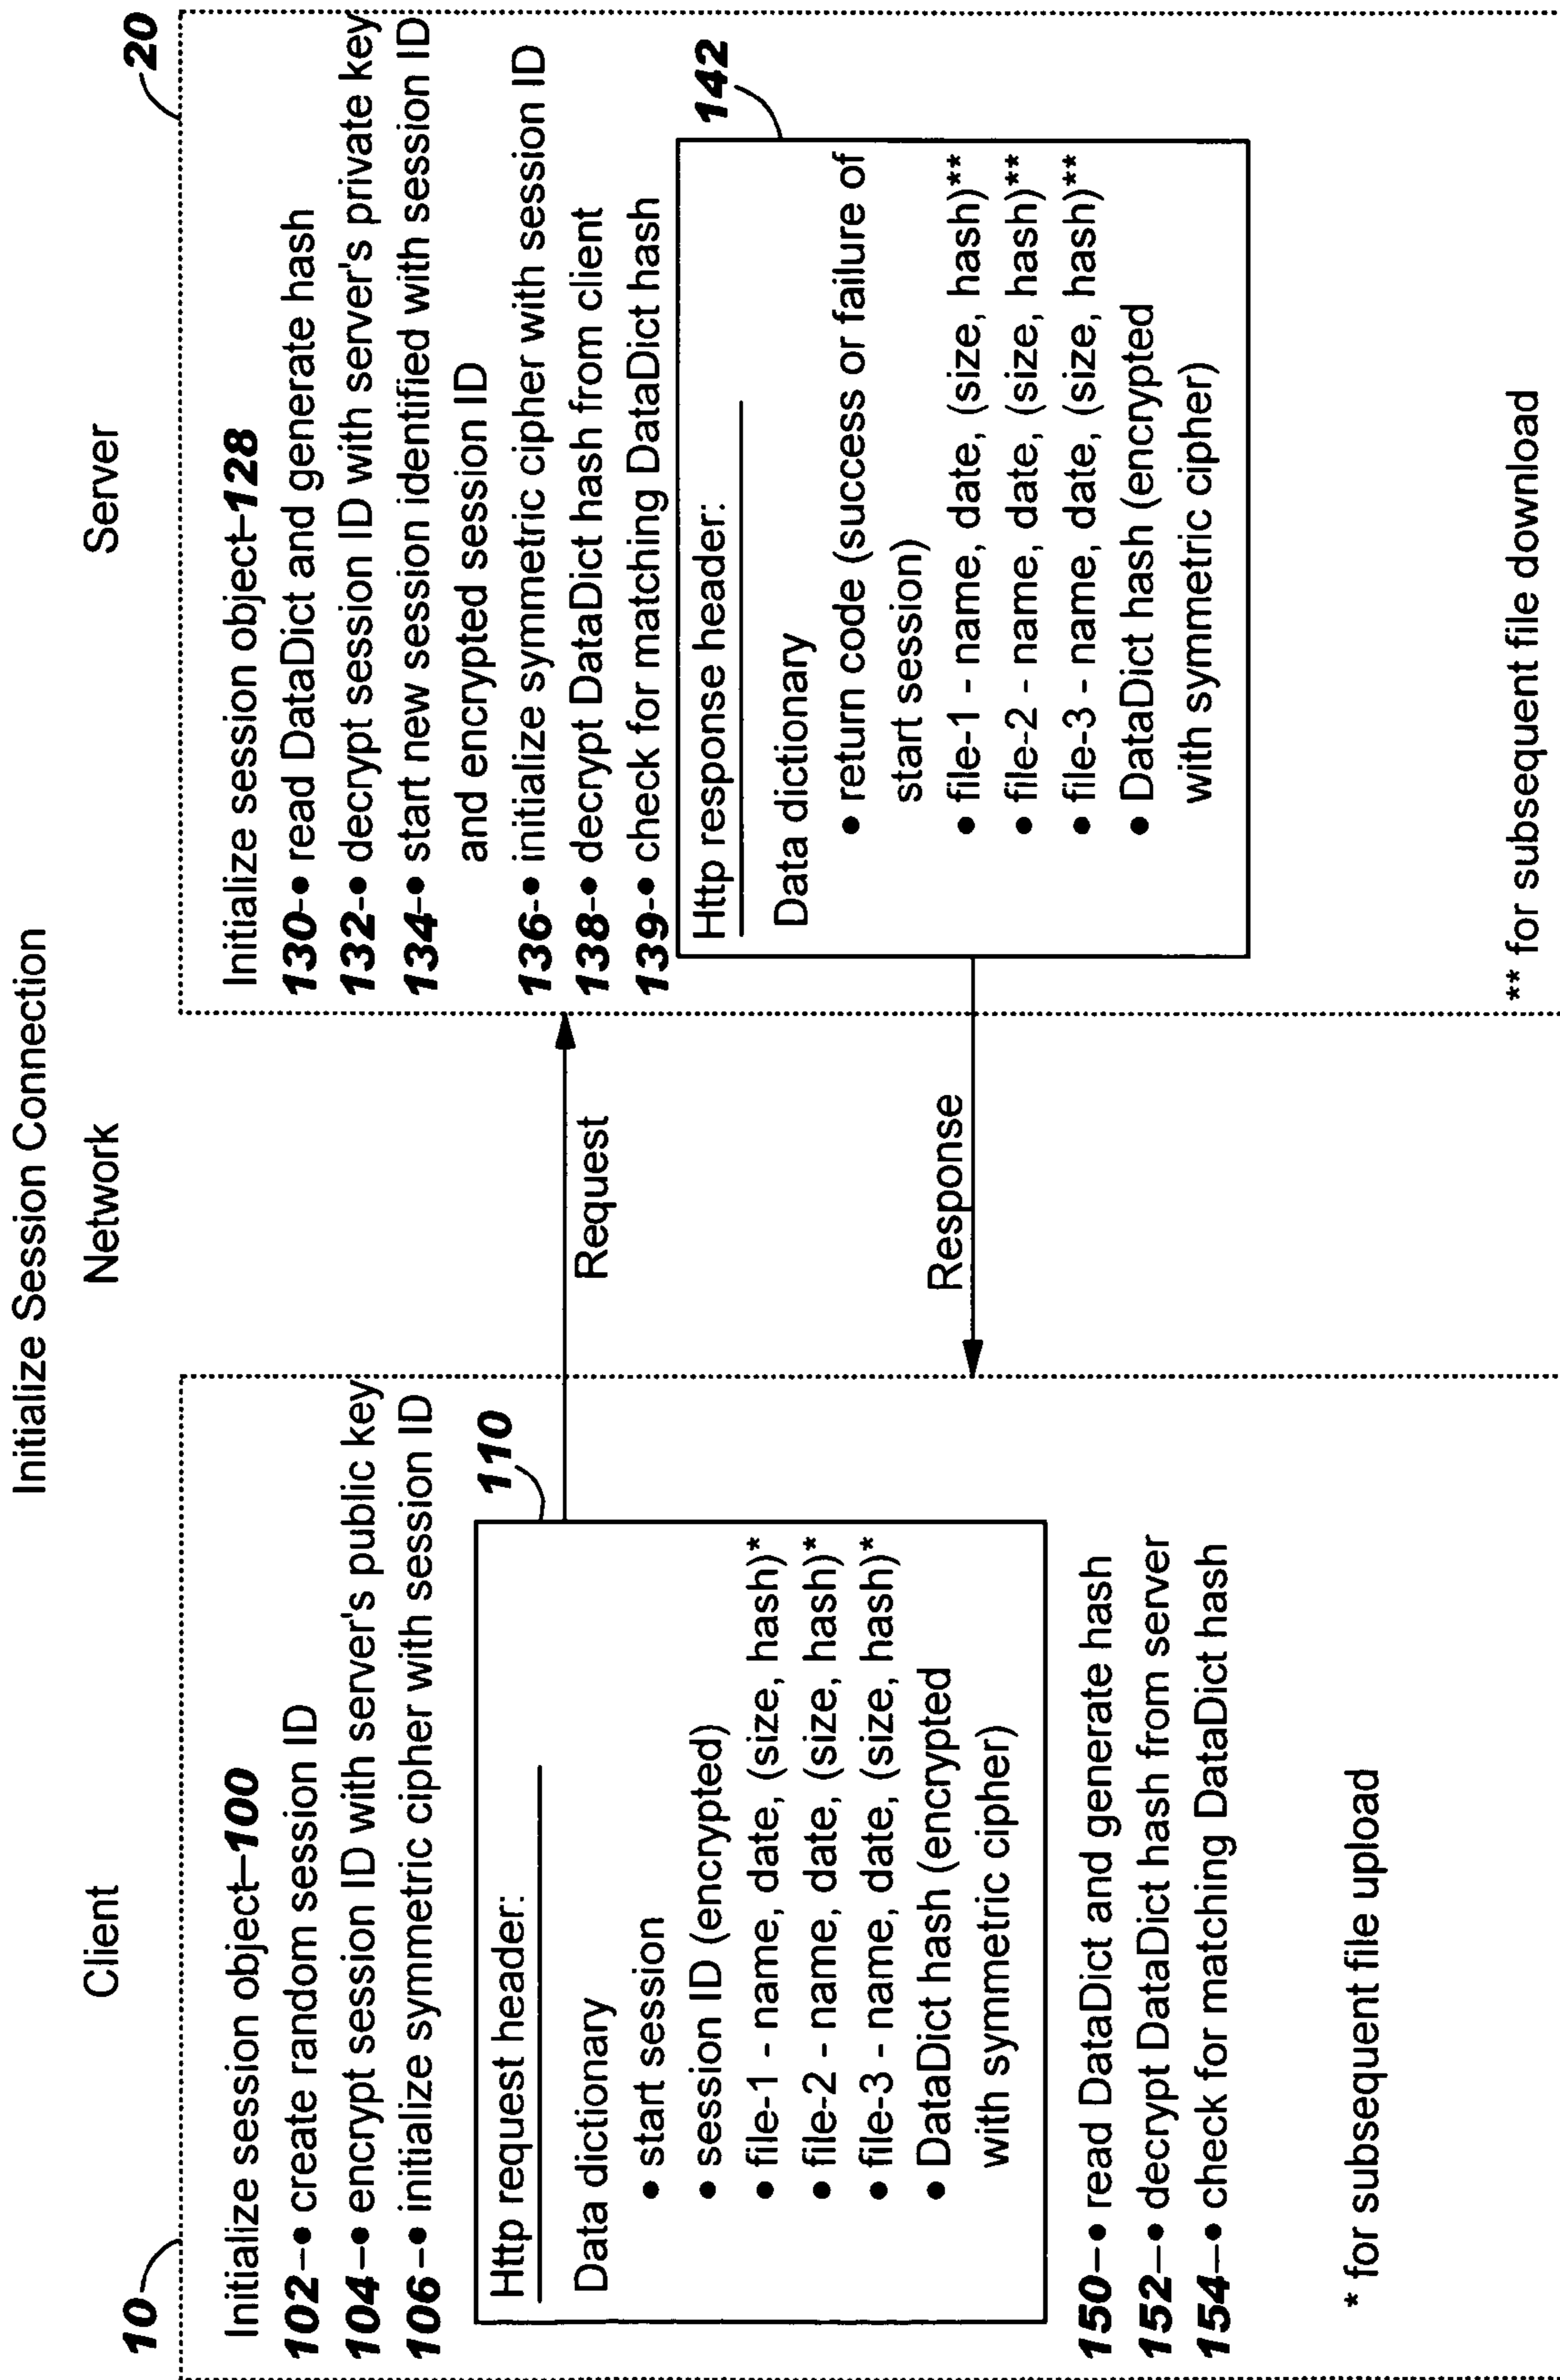 Initialize Session Connection
Client
Network
Server
10
Initialize session object-100
102-• create random session ID
104-• encrypt session ID with server's public key
106-• initialize symmetric cipher with session ID
110
Http request header:
Data dictionary
• start session
• session ID (encrypted)
• file-1 - name, date, (size, hash)*
• file-2 - name, date, (size, hash)*
• file-3 - name, date, (size, hash)*
• DataDict hash (encrypted
with symmetric cipher)
150-• read DataDict and generate hash
152-• decrypt DataDict hash from server
154-• check for matching DataDict hash
* for subsequent file upload
Request
Response
20
Initialize session object-128
130-• read DataDict and generate hash
132-• decrypt session ID with server's private key
134-• start new session identified with session ID
and encrypted session ID
136-• initialize symmetric cipher with session ID
138-• decrypt DataDict hash from client
139-• check for matching DataDict hash
142
Http response header:
Data dictionary
• return code (success or failure of
start session)
• file-1 - name, date, (size, hash)**
• file-2 - name, date, (size, hash)**
• file-3 - name, date, (size, hash)**
• DataDict hash (encrypted
with symmetric cipher)
** for subsequent file download